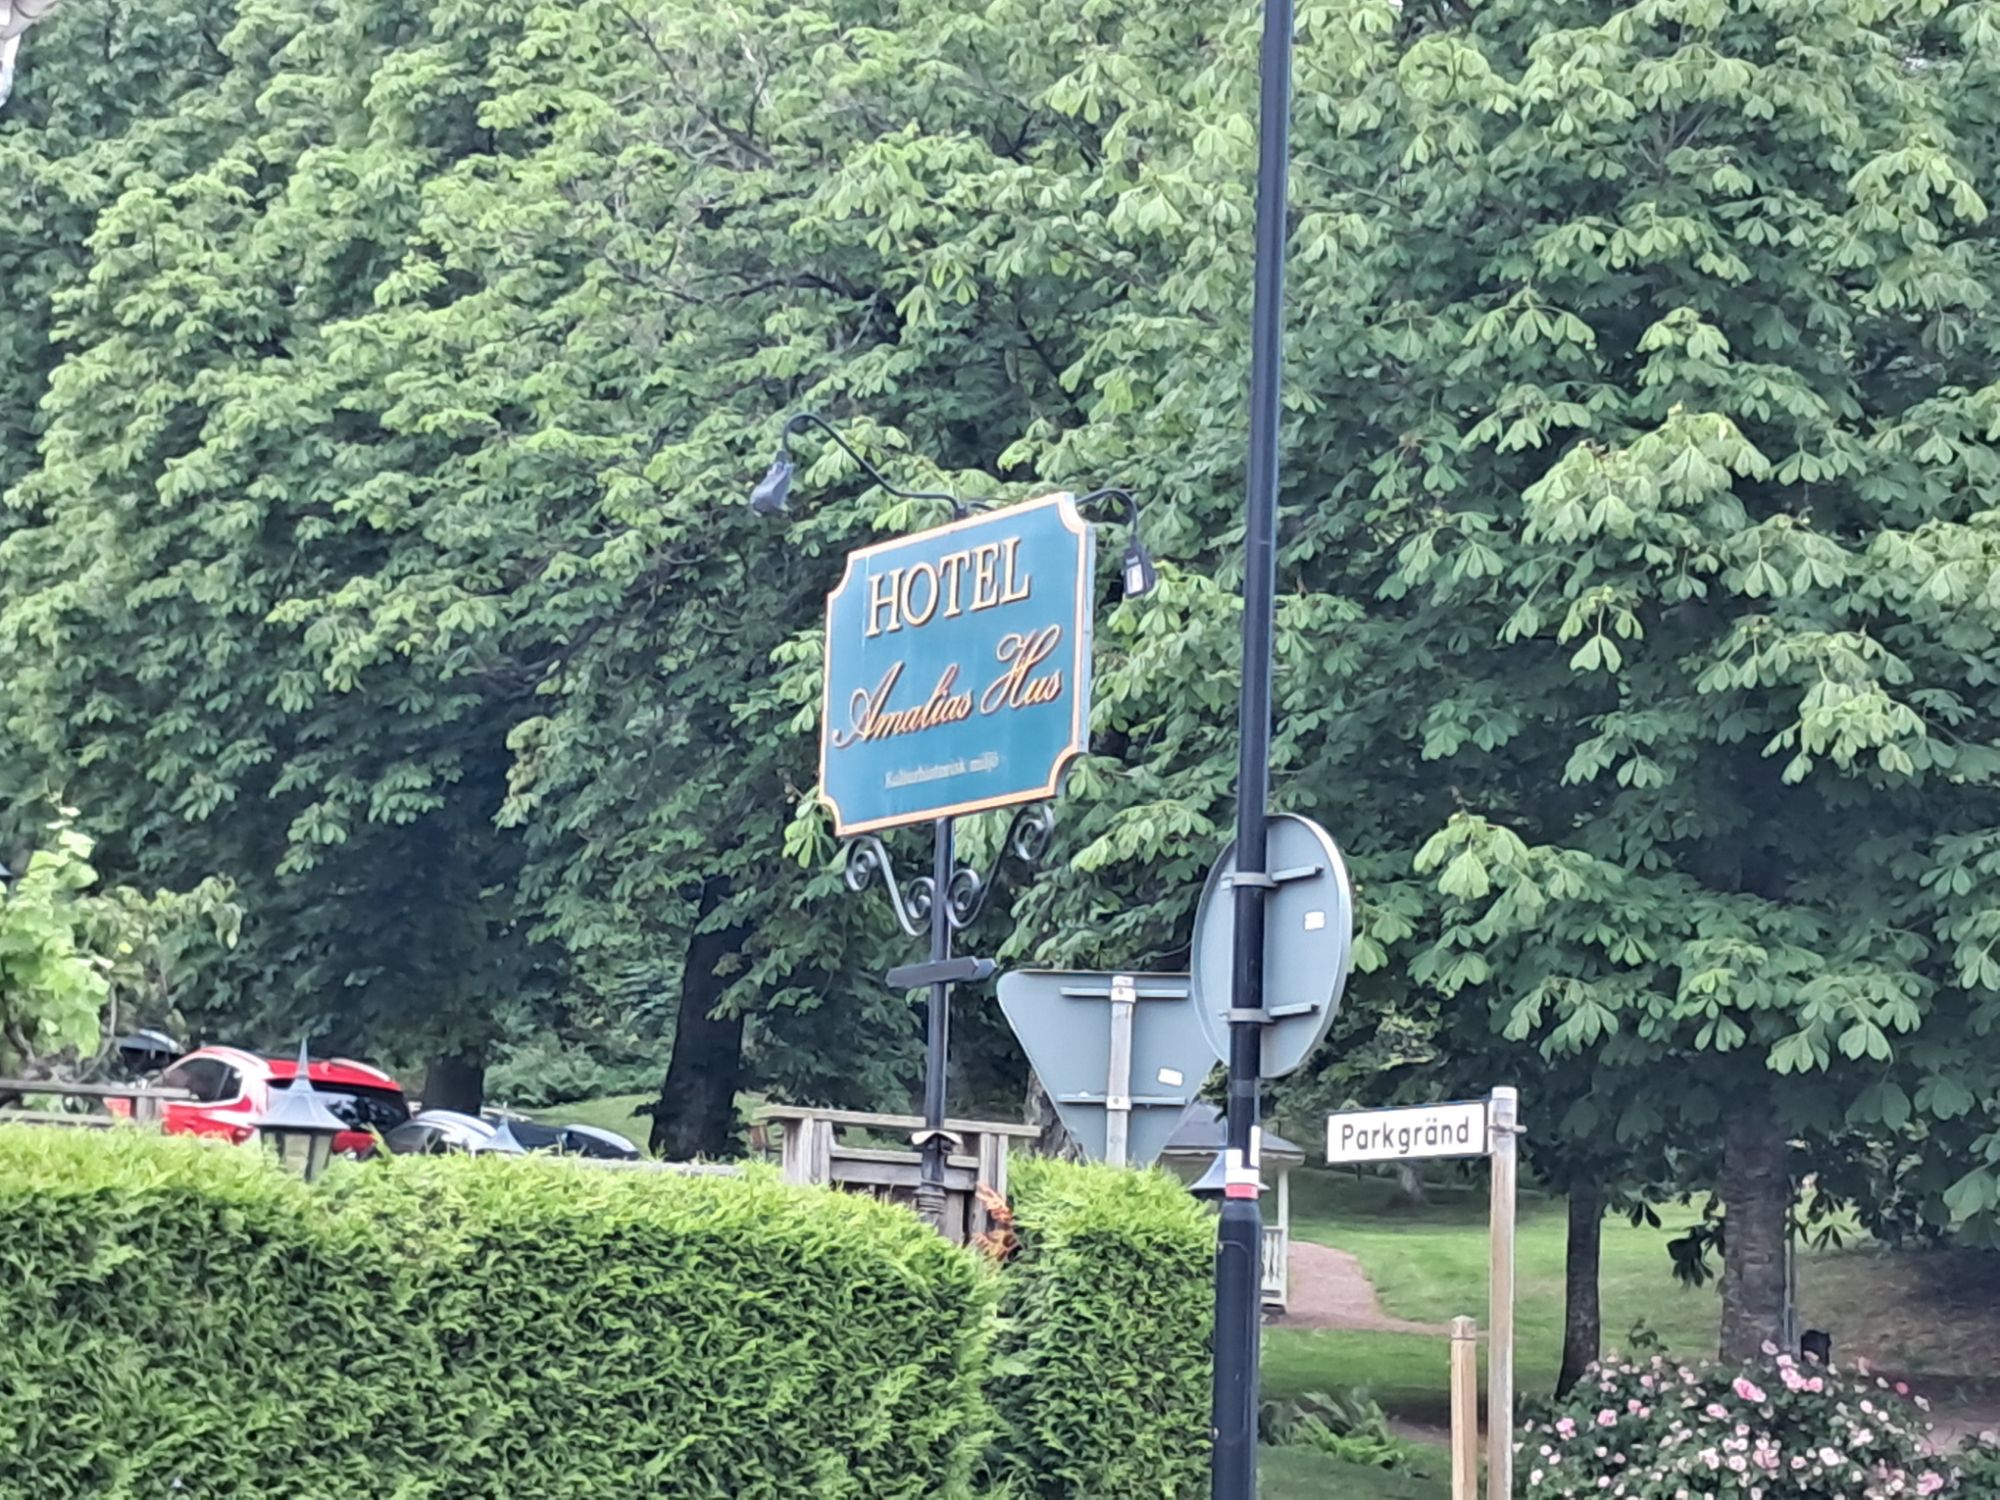 HOTEL
Amalias Hus
Kulturhistorisk miljö
Parkgränd